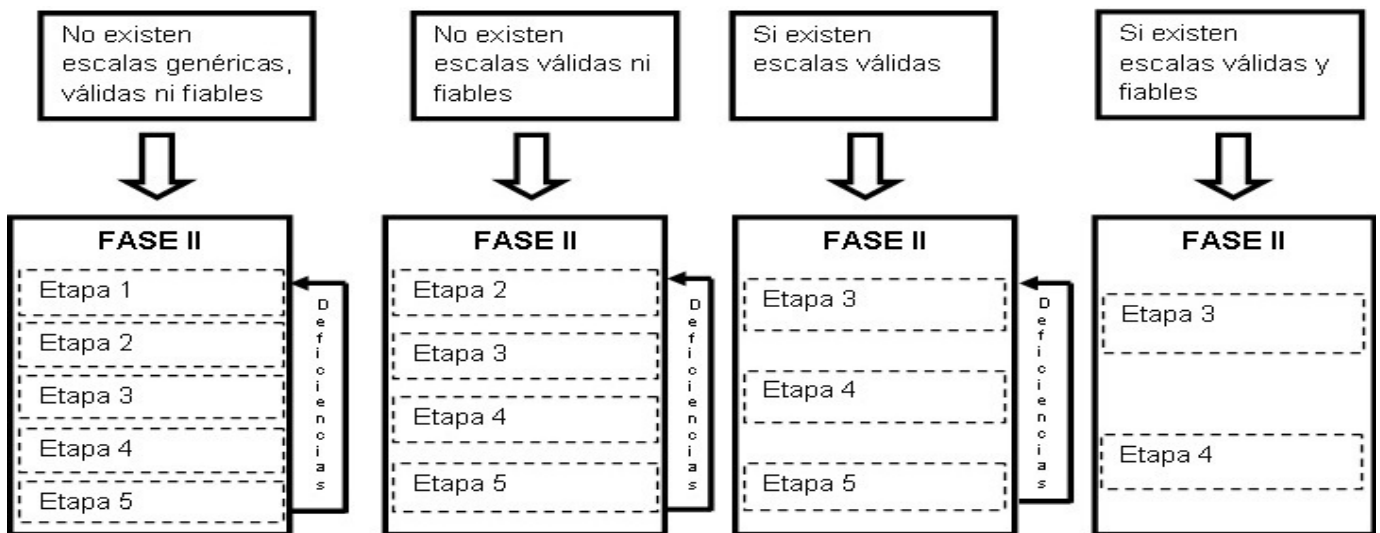 No existen
escalas genéricas,
válidas ni fiables
No existen
escalas válidas ni
fiables
Si existen
escalas válidas
Si existen
escalas válidas y
fiables
FASE II
Etapa 1
Etapa 2
Etapa 3
Etapa 4
Etapa 5
Deficiencias
FASE II
Etapa 2
Etapa 3
Etapa 4
Etapa 5
Deficiencias
FASE II
Etapa 3
Etapa 4
Etapa 5
Deficiencias
FASE II
Etapa 3
Etapa 4